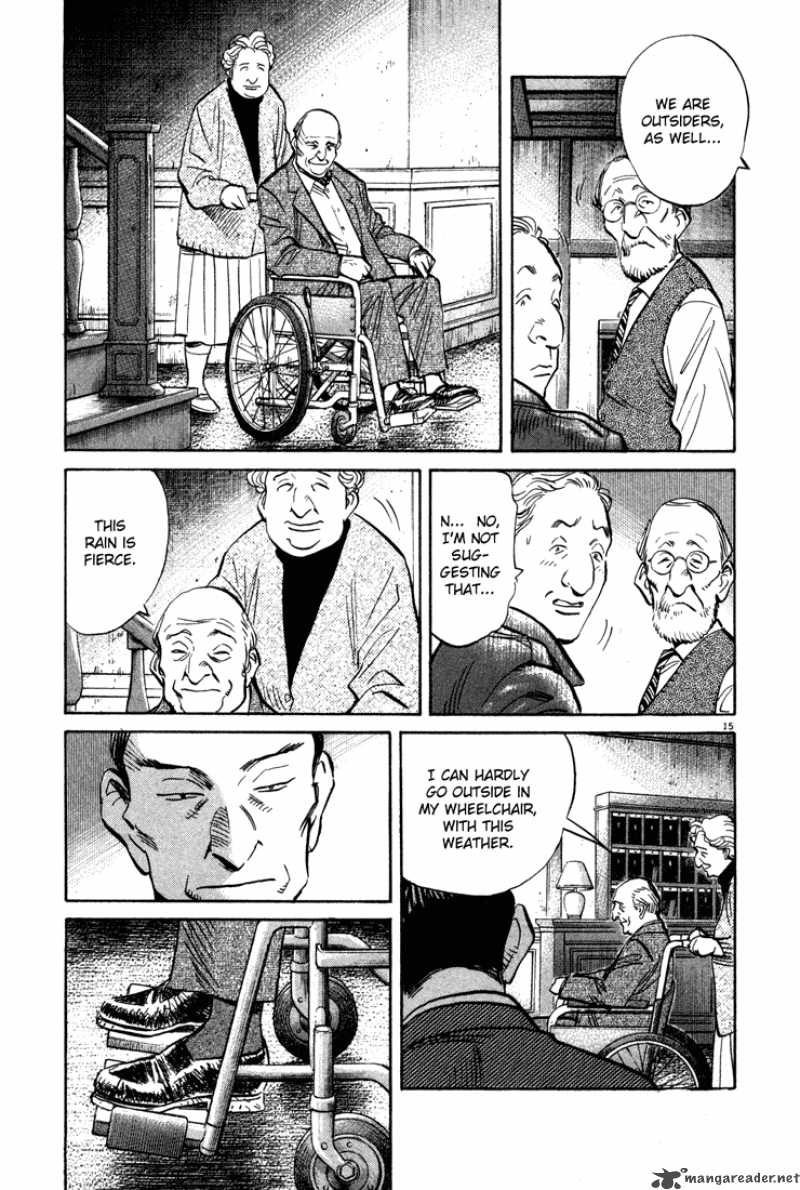 WE ARE
OUTSIDERS,
AS WELL...
N... NO,
I'M NOT
SUG-
GESTING
THAT...
THIS
RAIN IS
FIERCE.
15
I CAN HARDLY
GO OUTSIDE IN
MY WHEELCHAIR,
WITH THIS
WEATHER.
mangareader.net